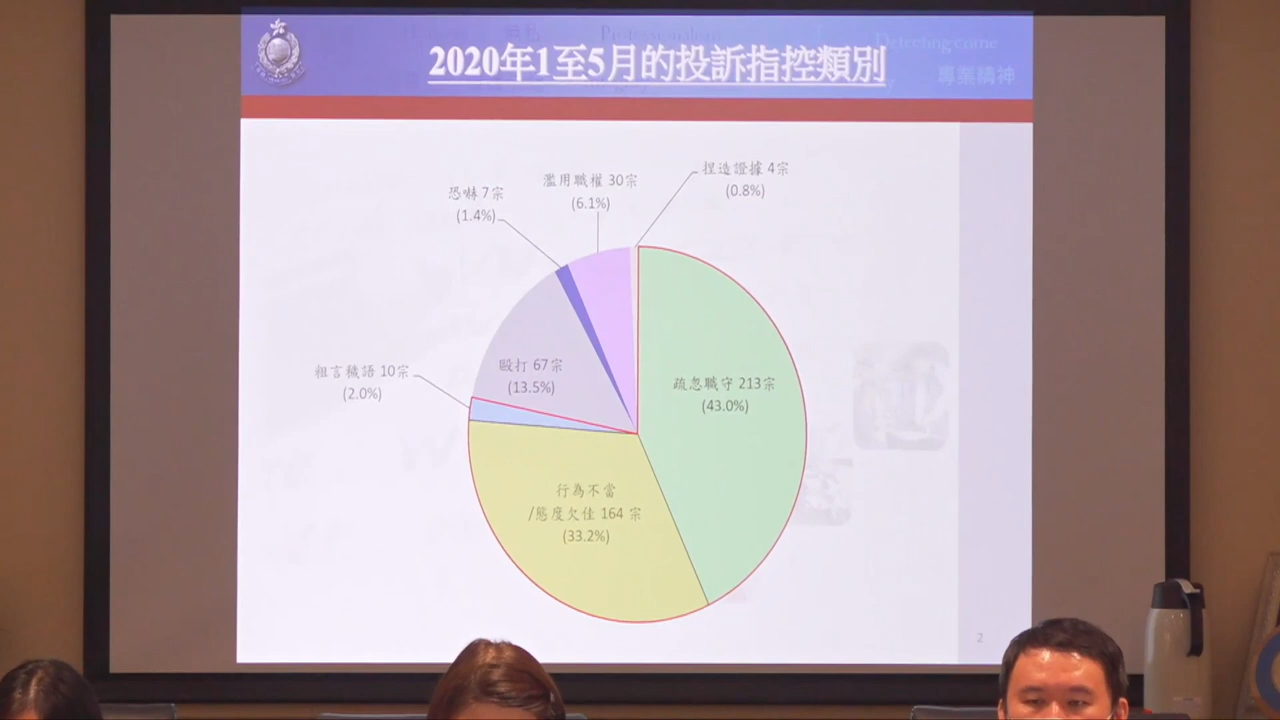 Professionalism
Detecting crime
2020年1至5月的投訴指控類別
專業精神
捏造證據 4宗
(0.8%)
濫用職權 30宗
(6.1%)
恐嚇 7宗
(1.4%)
毆打 67宗
(13.5%)
粗言穢語 10宗
(2.0%)
疏忽職守 213宗
(43.0%)
行為不當
/態度欠佳 164 宗
(33.2%)
2